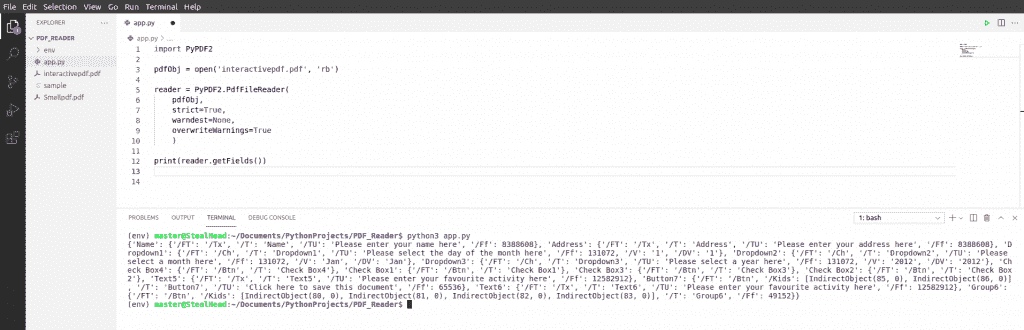 File Edit Selection View Go Run Terminal Help
EXPLORER
PDF_READER
env
app.py
interactivepdf.pdf
sample
Smellpdf.pdf
app.py
app.py > ...
1 import PyPDF2
2
3 pdfObj = open('interactivepdf.pdf', 'rb')
4
5 reader = PyPDF2.PdfFileReader(
6 pdfObj,
7 strict=True,
8 warndest=None,
9 overwriteWarnings=True
10 )
11
12 print(reader.getFields())
13
14
PROBLEMS OUTPUT TERMINAL DEBUG CONSOLE 1: bash
(env) master@StealHead:~/Documents/PythonProjects/PDF_Reader$ python3 app.py
{'Name': {'/FT': '/Tx', '/T': 'Name', '/TU': 'Please enter your name here', '/Ff': 8388608}, 'Address': {'/FT': '/Tx', '/T': 'Address', '/TU': 'Please enter your address here', '/Ff': 8388608}, 'D
ropdown1': {'/FT': '/Ch', '/T': 'Dropdown1', '/TU': 'Please select the day of the month here', '/Ff': 131072, '/V': '1', '/DV': '1'}, 'Dropdown2': {'/FT': '/Ch', '/T': 'Dropdown2', '/TU': 'Please
select a month here', '/Ff': 131072, '/V': 'Jan', '/DV': 'Jan'}, 'Dropdown3': {'/FT': '/Ch', '/T': 'Dropdown3', '/TU': 'Please select a year here', '/Ff': 131072, '/V': '2012', '/DV': '2012'}, 'Ch
eck Box4': {'/FT': '/Btn', '/T': 'Check Box4'}, 'Check Box1': {'/FT': '/Btn', '/T': 'Check Box1'}, 'Check Box3': {'/FT': '/Btn', '/T': 'Check Box3'}, 'Check Box2': {'/FT': '/Btn', '/T': 'Check Box
2'}, 'Text5': {'/FT': '/Tx', '/T': 'Text5', '/TU': 'Please enter your favourite activity here', '/Ff': 12582912}, 'Button7': {'/FT': '/Btn', '/Kids': [IndirectObject(85, 0), IndirectObject(86, 0)]
, '/T': 'Button7', '/TU': 'Click here to save this document', '/Ff': 65536}, 'Text6': {'/FT': '/Tx', '/T': 'Text6', '/TU': 'Please enter your favourite activity here', '/Ff': 12582912}, 'Group6':
{'/FT': '/Btn', '/Kids': [IndirectObject(80, 0), IndirectObject(81, 0), IndirectObject(82, 0), IndirectObject(83, 0)], '/T': 'Group6', '/Ff': 49152}}
(env) master@StealHead:~/Documents/PythonProjects/PDF_Reader$